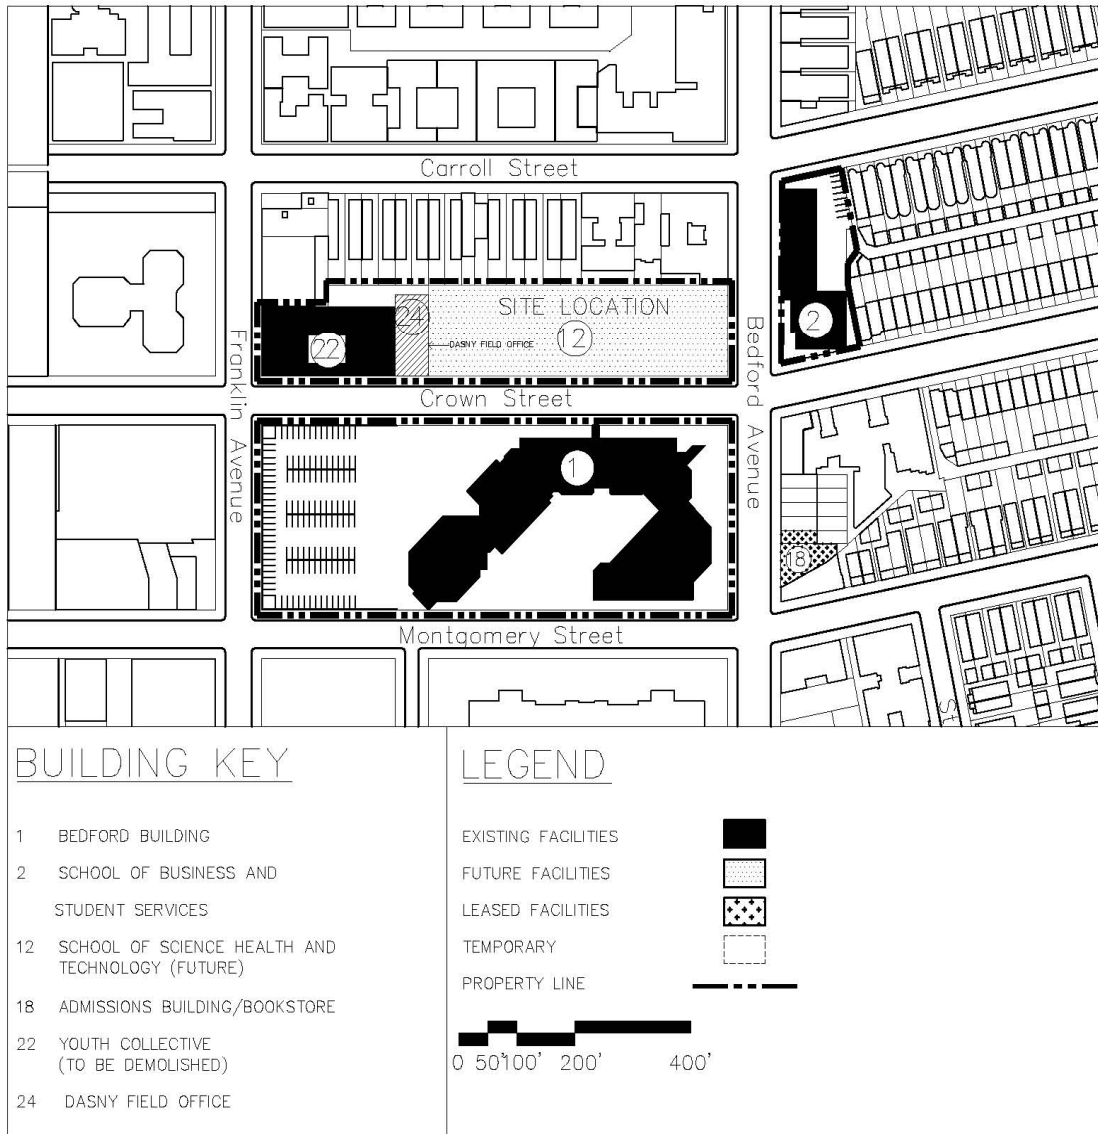 Carroll Street
SITE LOCATION
24
12
2
22
DASNY FIELD OFFICE
Franklin Avenue
Bedford Avenue
Crown Street
1
18
Montgomery Street
St
BUILDING KEY
1 BEDFORD BUILDING
2 SCHOOL OF BUSINESS AND
STUDENT SERVICES
12 SCHOOL OF SCIENCE HEALTH AND
TECHNOLOGY (FUTURE)
18 ADMISSIONS BUILDING/BOOKSTORE
22 YOUTH COLLECTIVE
(TO BE DEMOLISHED)
24 DASNY FIELD OFFICE
LEGEND
EXISTING FACILITIES
FUTURE FACILITIES
LEASED FACILITIES
TEMPORARY
PROPERTY LINE
0 50' 100' 200' 400'